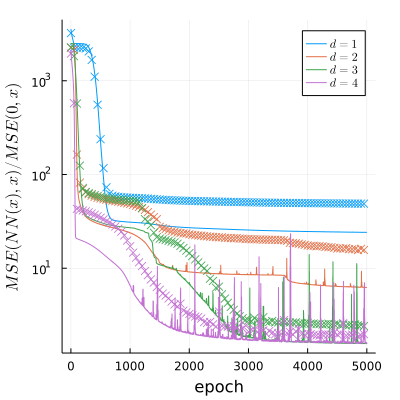 MSE(NN(x), x) / MSE(0, x)
10³
10²
10¹
d = 1
d = 2
d = 3
d = 4
0
1000
2000
3000
4000
5000
epoch